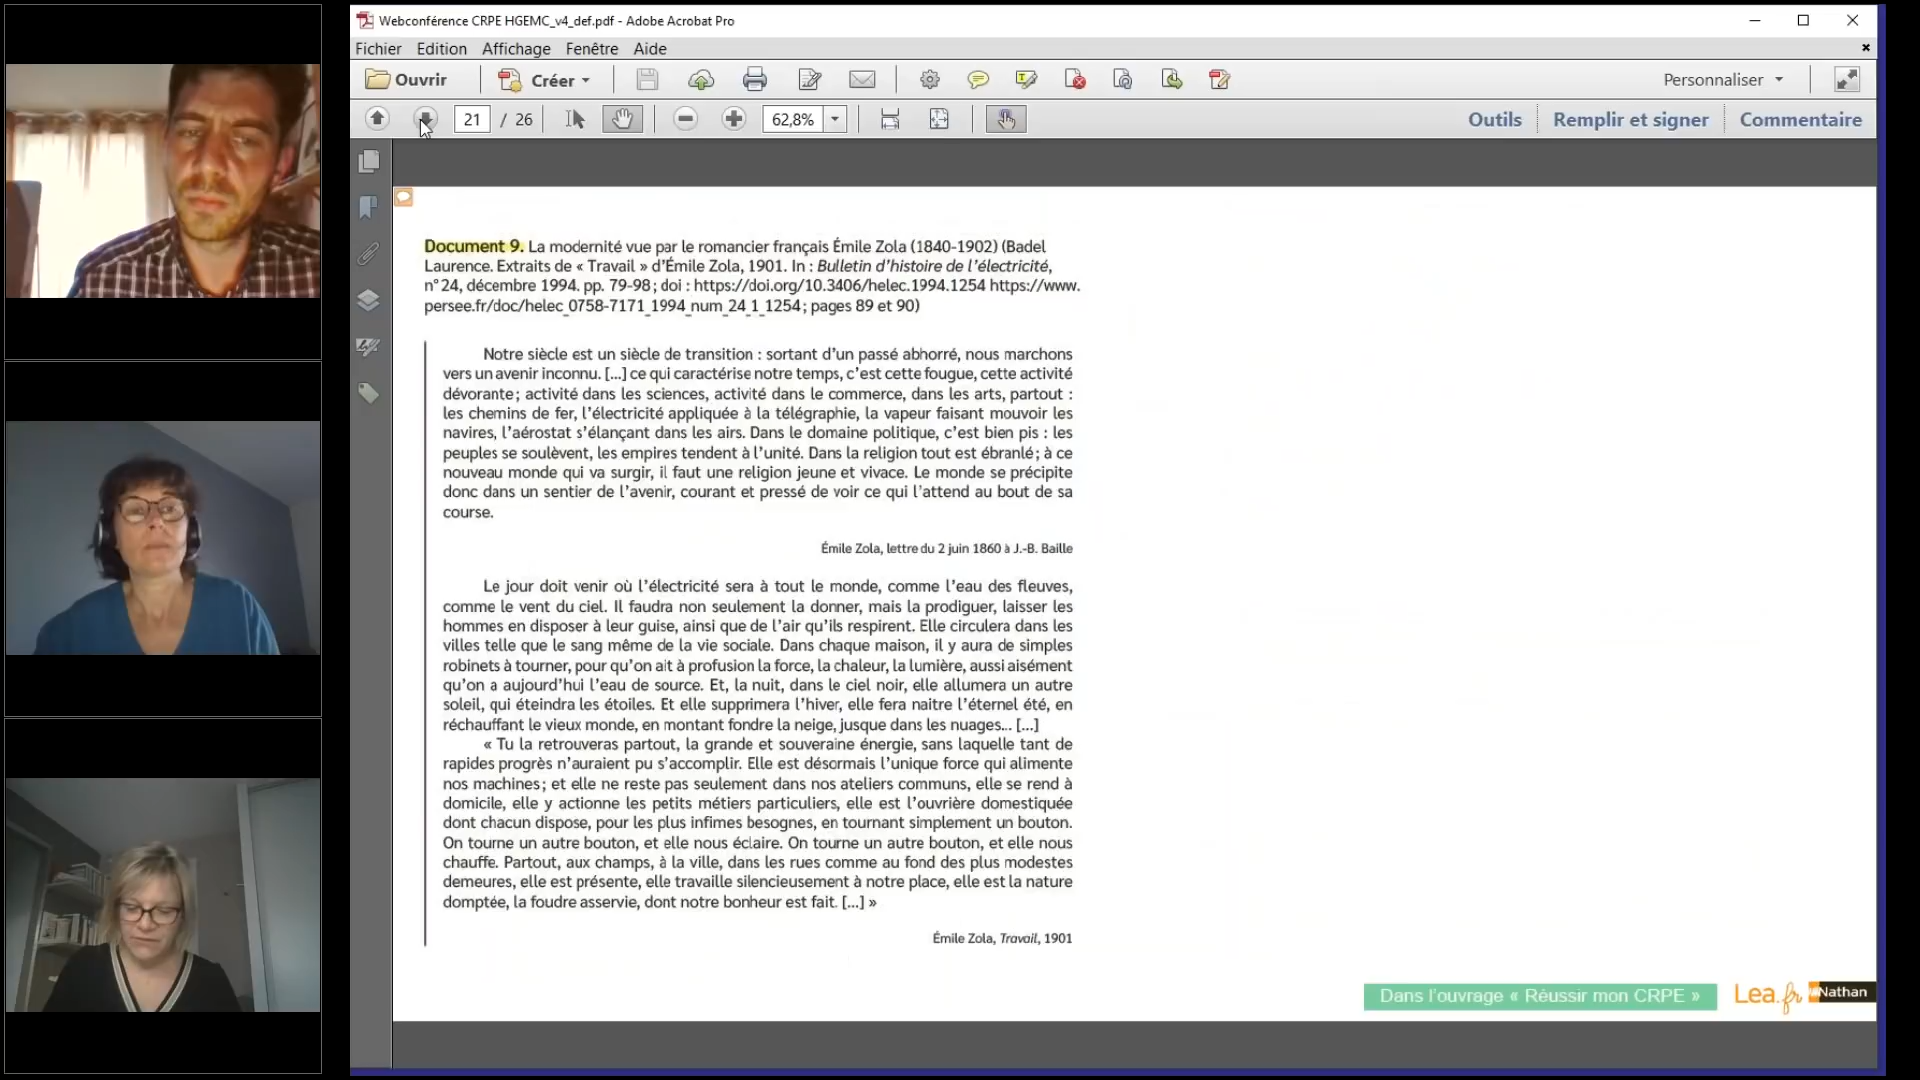 Webconférence CRPE HGEMC_v4_def.pdf - Adobe Acrobat Pro
Fichier Edition Affichage Fenêtre Aide
Ouvrir Créer Personnaliser
21 / 26 62,8% Outils Remplir et signer Commentaire
Document 9. La modernité vue par le romancier français Émile Zola (1840-1902) (Badel
Laurence. Extraits de « Travail » d’Émile Zola, 1901. In : Bulletin d’histoire de l’électricité,
n° 24, décembre 1994. pp. 79-98 ; doi : https://doi.org/10.3406/helec.1994.1254 https://www.
persee.fr/doc/helec_0758-7171_1994_num_24_1_1254 ; pages 89 et 90)
Notre siècle est un siècle de transition : sortant d’un passé abhorré, nous marchons
vers un avenir inconnu. [...] ce qui caractérise notre temps, c’est cette fougue, cette activité
dévorante ; activité dans les sciences, activité dans le commerce, dans les arts, partout :
les chemins de fer, l’électricité appliquée à la télégraphie, la vapeur faisant mouvoir les
navires, l’aérostat s’élançant dans les airs. Dans le domaine politique, c’est bien pis : les
peuples se soulèvent, les empires tendent à l’unité. Dans la religion tout est ébranlé ; à ce
nouveau monde qui va surgir, il faut une religion jeune et vivace. Le monde se précipite
donc dans un sentier de l’avenir, courant et pressé de voir ce qui l’attend au bout de sa
course.
Émile Zola, lettre du 2 juin 1860 à J.-B. Baille
Le jour doit venir où l’électricité sera à tout le monde, comme l’eau des fleuves,
comme le vent du ciel. Il faudra non seulement la donner, mais la prodiguer, laisser les
hommes en disposer à leur guise, ainsi que de l’air qu’ils respirent. Elle circulera dans les
villes telle que le sang même de la vie sociale. Dans chaque maison, il y aura de simples
robinets à tourner, pour qu’on ait à profusion la force, la chaleur, la lumière, aussi aisément
qu’on a aujourd’hui l’eau de source. Et, la nuit, dans le ciel noir, elle allumera un autre
soleil, qui éteindra les étoiles. Et elle supprimera l’hiver, elle fera naitre l’éternel été, en
réchauffant le vieux monde, en montant fondre la neige, jusque dans les nuages... [...]
« Tu la retrouveras partout, la grande et souveraine énergie, sans laquelle tant de
rapides progrès n’auraient pu s’accomplir. Elle est désormais l’unique force qui alimente
nos machines ; et elle ne reste pas seulement dans nos ateliers communs, elle se rend à
domicile, elle y actionne les petits métiers particuliers, elle est l’ouvrière domestiquée
dont chacun dispose, pour les plus infimes besognes, en tournant simplement un bouton.
On tourne un autre bouton, et elle nous éclaire. On tourne un autre bouton, et elle nous
chauffe. Partout, aux champs, à la ville, dans les rues comme au fond des plus modestes
demeures, elle est présente, elle travaille silencieusement à notre place, elle est la nature
domptée, la foudre asservie, dont notre bonheur est fait. [...] »
Émile Zola, Travail, 1901
Dans l’ouvrage « Réussir mon CRPE » Lea.fr Nathan